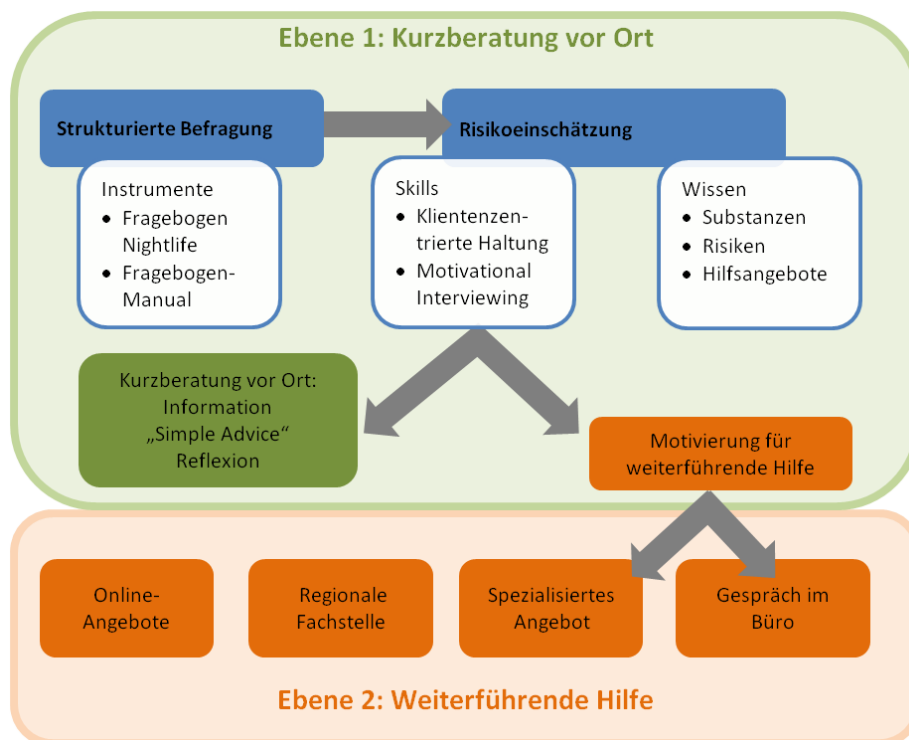 Ebene 1: Kurzberatung vor Ort
Strukturierte Befragung
Risikoeinschätzung
Instrumente
• Fragebogen
Nightlife
• Fragebogen-
Manual
Skills
• Klientenzen-
trierte Haltung
• Motivational
Interviewing
Wissen
• Substanzen
• Risiken
• Hilfsangebote
Kurzberatung vor Ort:
Information
„Simple Advice“
Reflexion
Motivierung für
weiterführende Hilfe
Online-
Angebote
Regionale
Fachstelle
Spezialisiertes
Angebot
Gespräch im
Büro
Ebene 2: Weiterführende Hilfe